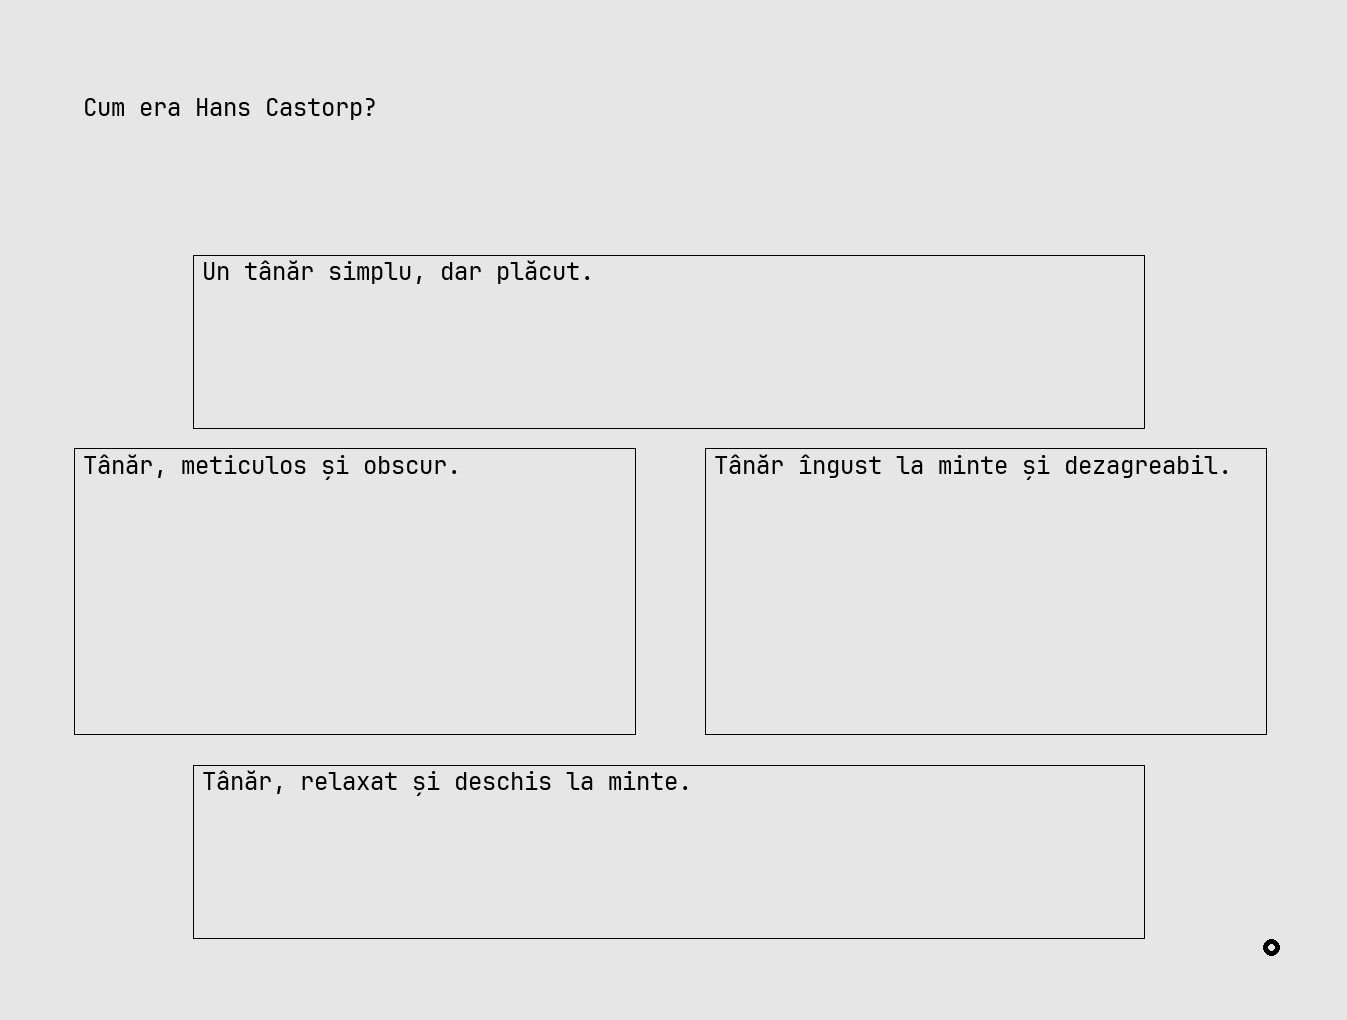 Cum era Hans Castorp?
Un tânăr simplu, dar plăcut.
Tânăr, meticulos și obscur.
Tânăr îngust la minte și dezagreabil.
Tânăr, relaxat și deschis la minte.